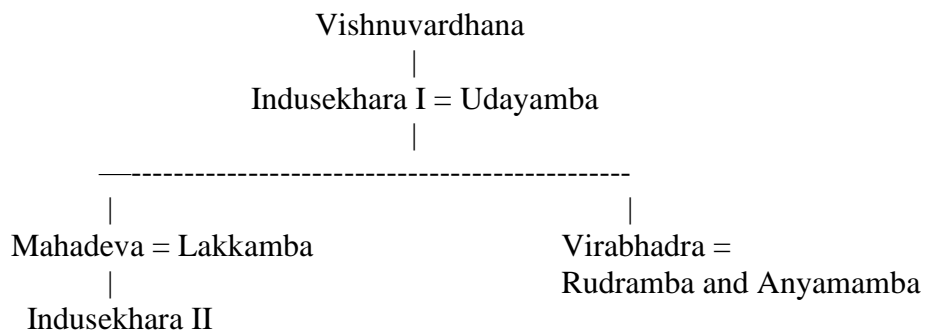 Vishnuvardhana
|
Indusekhara I = Udayamba
|
—-----------------------------------------------
| |
Mahadeva = Lakkamba Virabhadra =
| Rudramba and Anyamamba
Indusekhara II